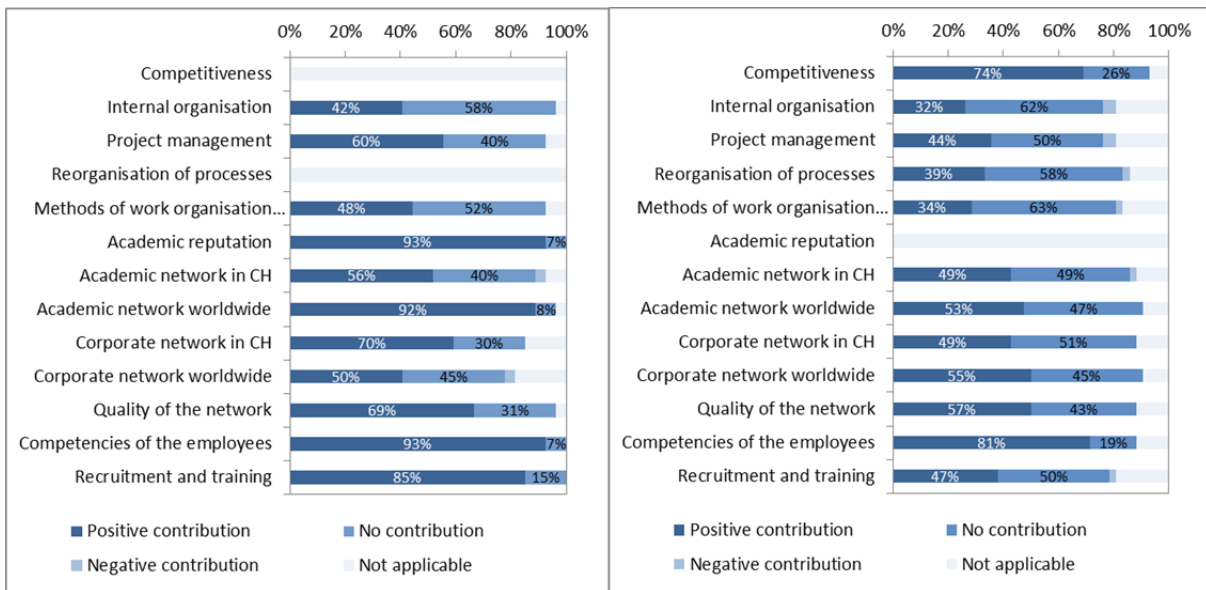 0% 20% 40% 60% 80% 100%
Competitiveness
Internal organisation 42% 58%
Project management 60% 40%
Reorganisation of processes
Methods of work organisation... 48% 52%
Academic reputation 93% 7%
Academic network in CH 56% 40%
Academic network worldwide 92% 8%
Corporate network in CH 70% 30%
Corporate network worldwide 50% 45%
Quality of the network 69% 31%
Competencies of the employees 93% 7%
Recruitment and training 85% 15%
Positive contribution No contribution
Negative contribution Not applicable
0% 20% 40% 60% 80% 100%
Competitiveness 74% 26%
Internal organisation 32% 62%
Project management 44% 50%
Reorganisation of processes 39% 58%
Methods of work organisation... 34% 63%
Academic reputation
Academic network in CH 49% 49%
Academic network worldwide 53% 47%
Corporate network in CH 49% 51%
Corporate network worldwide 55% 45%
Quality of the network 57% 43%
Competencies of the employees 81% 19%
Recruitment and training 47% 50%
Positive contribution No contribution
Negative contribution Not applicable